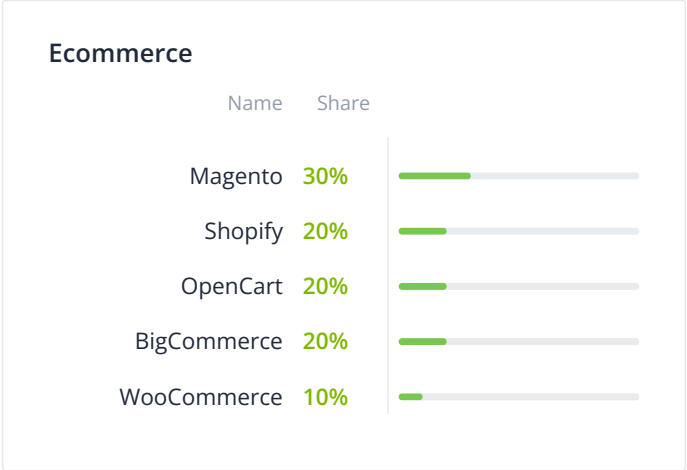 Ecommerce
Name Share
Magento 30%
Shopify 20%
OpenCart 20%
BigCommerce 20%
WooCommerce 10%